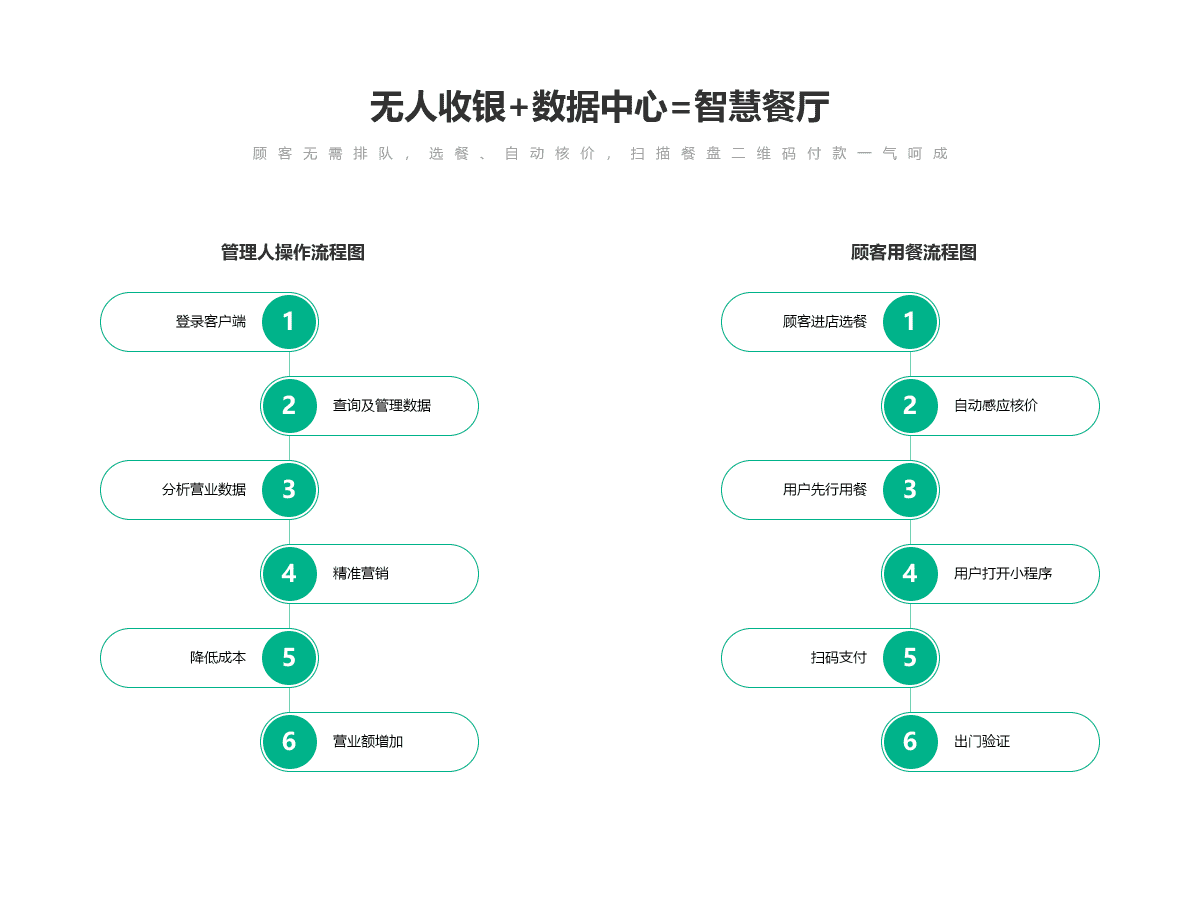 无人收银+数据中心=智慧餐厅
顾客无需排队，选餐、自动核价，扫描餐盘二维码付款一气呵成
管理人操作流程图
登录客户端 1
2 查询及管理数据
分析营业数据 3
4 精准营销
降低成本 5
6 营业额增加
顾客用餐流程图
顾客进店选餐 1
2 自动感应核价
用户先行用餐 3
4 用户打开小程序
扫码支付 5
6 出门验证